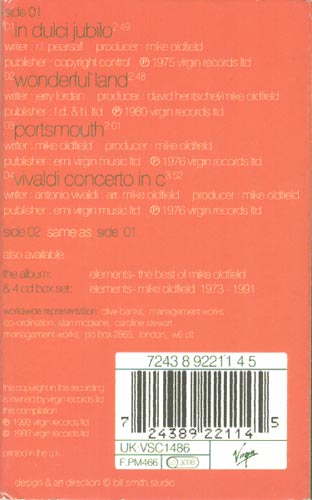 side 01
01 in dulci jubilo 2:49
writer : r.l. pearsall producer : mike oldfield
publisher : copyright control ℗ 1975 virgin records ltd
02 wonderful land 2:48
writer : jerry lordan producer : david hentschel/mike oldfield
publisher : f.d. & h. ltd ℗ 1980 virgin records ltd
03 portsmouth 2:01
writer : mike oldfield producer : mike oldfield
publisher : emi virgin music ltd ℗ 1976 virgin records ltd
04 vivaldi concerto in c 3:52
writer : antonio vivaldi : arr. mike oldfield producer : mike oldfield
publisher : emi virgin music ltd ℗ 1976 virgin records ltd
side 02 same as side 01
also available
the album: elements- the best of mike oldfield
& 4 cd box set: elements- mike oldfield 1973 - 1991
worldwide representation: clive banks, management works
co-ordination: caroline stewart
management works, po box 2865, london, w6
7243 8 92211 4 5
the copyright in this recording
is owned by virgin records ltd
this compilation
℗ 1993 virgin records ltd
© 1993 virgin records ltd
printed in the u.k.
7 24389 22114 5
UK:VSC1486
F.PM466
3098
Virgin
design & art direction © bill smith studio